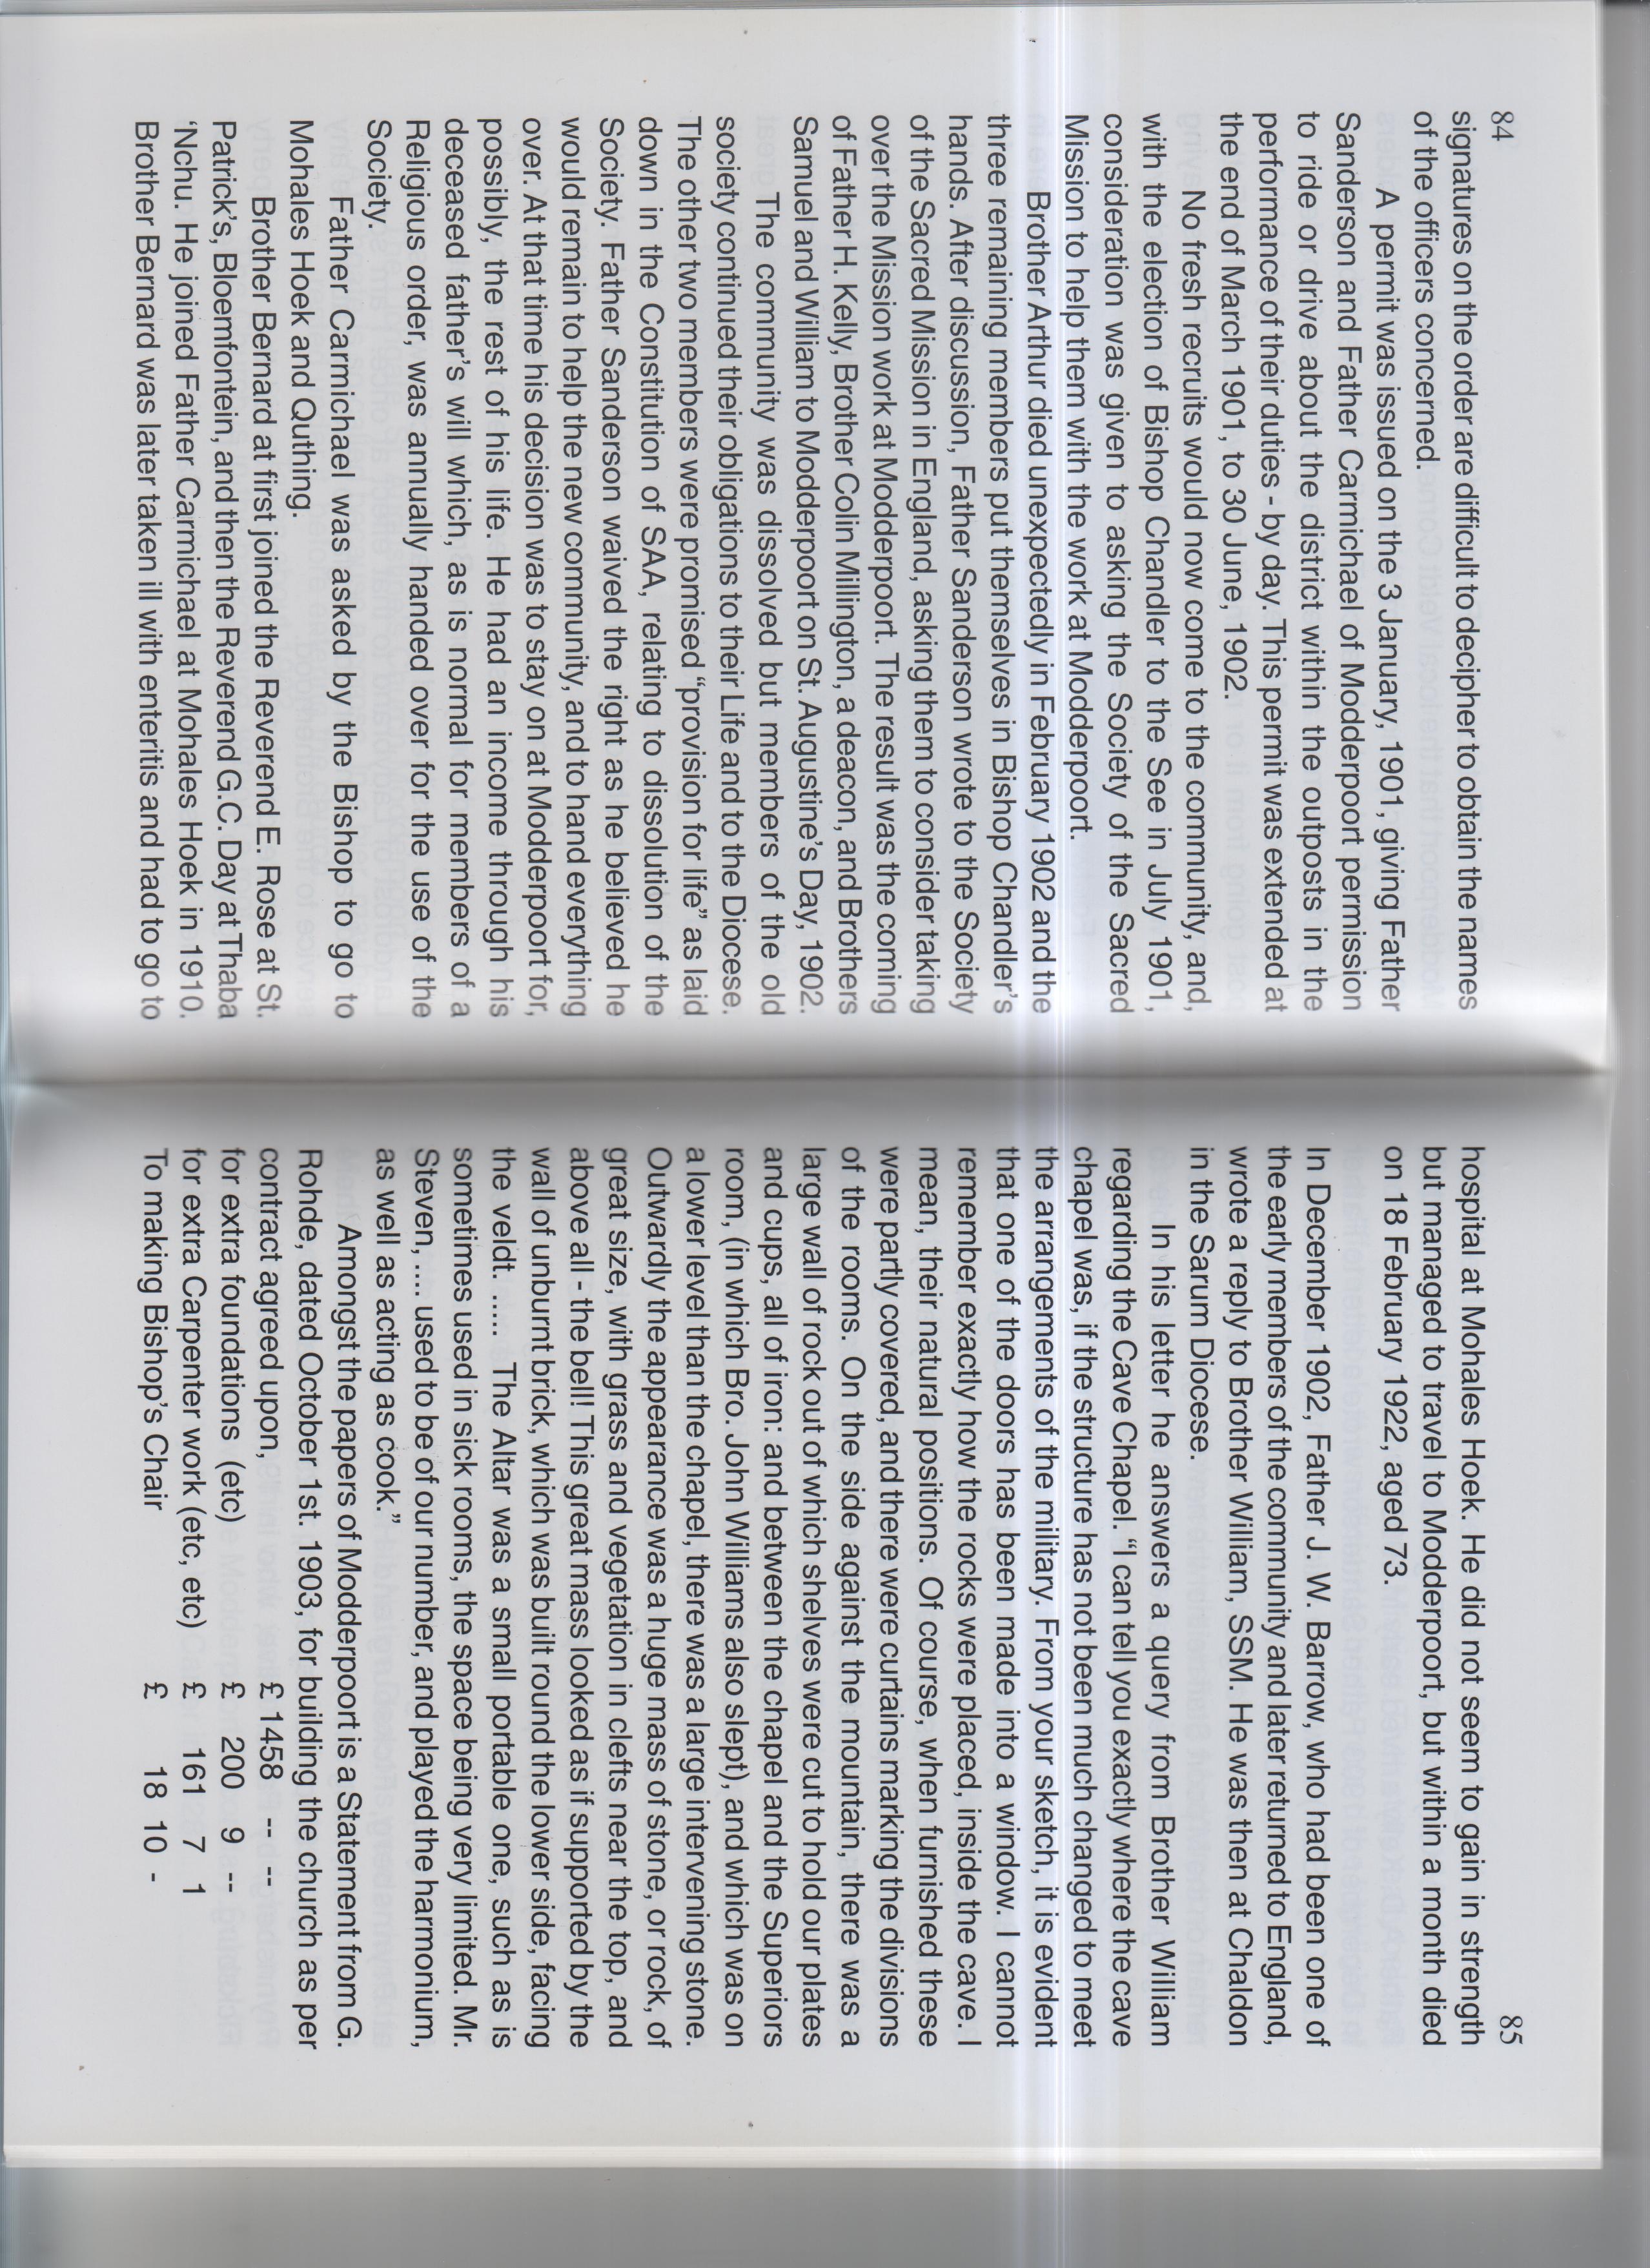 84
signatures on the order are difficult to decipher to obtain the names
of the officers concerned.
A permit was issued on the 3 January, 1901, giving Father
Sanderson and Father Carmichael of Modderpoort permission
to ride or drive about the district within the outposts in the
performance of their duties - by day. This permit was extended at
the end of March 1901, to 30 June, 1902.
No fresh recruits would now come to the community, and,
with the election of Bishop Chandler to the See in July 1901,
consideration was given to asking the Society of the Sacred
Mission to help them with the work at Modderpoort.
Brother Arthur died unexpectedly in February 1902 and the
three remaining members put themselves in Bishop Chandler's
hands. After discussion, Father Sanderson wrote to the Society
of the Sacred Mission in England, asking them to consider taking
over the Mission work at Modderpoort. The result was the coming
of Father H. Kelly, Brother Colin Millington, a deacon, and Brothers
Samuel and William to Modderpoort on St. Augustine's Day, 1902.
The community was dissolved but members of the old
society continued their obligations to their Life and to the Diocese.
The other two members were promised “provision for life” as laid
down in the Constitution of SAA, relating to dissolution of the
Society. Father Sanderson waived the right as he believed he
would remain to help the new community, and to hand everything
over. At that time his decision was to stay on at Modderport for,
possibly, the rest of his life. He had an income through his
deceased father's will which, as is normal for members of a
Religious order, was annually handed over for the use of the
Society.
Father Carmichael was asked by the Bishop to go to
Mohales Hoek and Quthing.
Brother Bernard at first joined the Reverend E. Rose at St.
Patrick's, Bloemfontein, and then the Reverend G.C. Day at Thaba
‘Nchu. He joined Father Carmichael at Mohales Hoek in 1910.
Brother Bernard was later taken ill with enteritis and had to go to
85
hospital at Mohales Hoek. He did not seem to gain in strength
but managed to travel to Modderpoort, but within a month died
on 18 February 1922, aged 73.
In December 1902, Father J. W. Barrow, who had been one of
the early members of the community and later returned to England,
wrote a reply to Brother William, SSM. He was then at Chaldon
in the Sarum Diocese.
In his letter he answers a query from Brother William
regarding the Cave Chapel. “I can tell you exactly where the cave
chapel was, if the structure has not been much changed to meet
the arrangements of the military. From your sketch, it is evident
that one of the doors has been made into a window. I cannot
remember exactly how the rocks were placed, inside the cave. I
mean, their natural positions. Of course, when furnished these
were partly covered, and there were curtains marking the divisions
of the rooms. On the side against the mountain, there was a
large wall of rock out of which shelves were cut to hold our plates
and cups, all of iron: and between the chapel and the Superiors
room, (in which Bro. John Williams also slept), and which was on
a lower level than the chapel, there was a large intervening stone.
Outwardly the appearance was a huge mass of stone, or rock, of
great size, with grass and vegetation in clefts near the top, and
above all - the bell! This great mass looked as if supported by the
wall of unburnt brick, which was built round the lower side, facing
the veldt. ..... The Altar was a small portable one, such as is
sometimes used in sick rooms, the space being very limited. Mr.
Steven, ... used to be of our number, and played the harmonium,
as well as acting as cook.”
Amongst the papers of Modderpoort is a Statement from G.
Rohde, dated October 1st. 1903, for building the church as per
contract agreed upon, £ 1458 -- --
for extra foundations (etc) £ 200 9 --
for extra Carpenter work (etc, etc) £ 161 7 1
To making Bishop's Chair £ 18 10 -